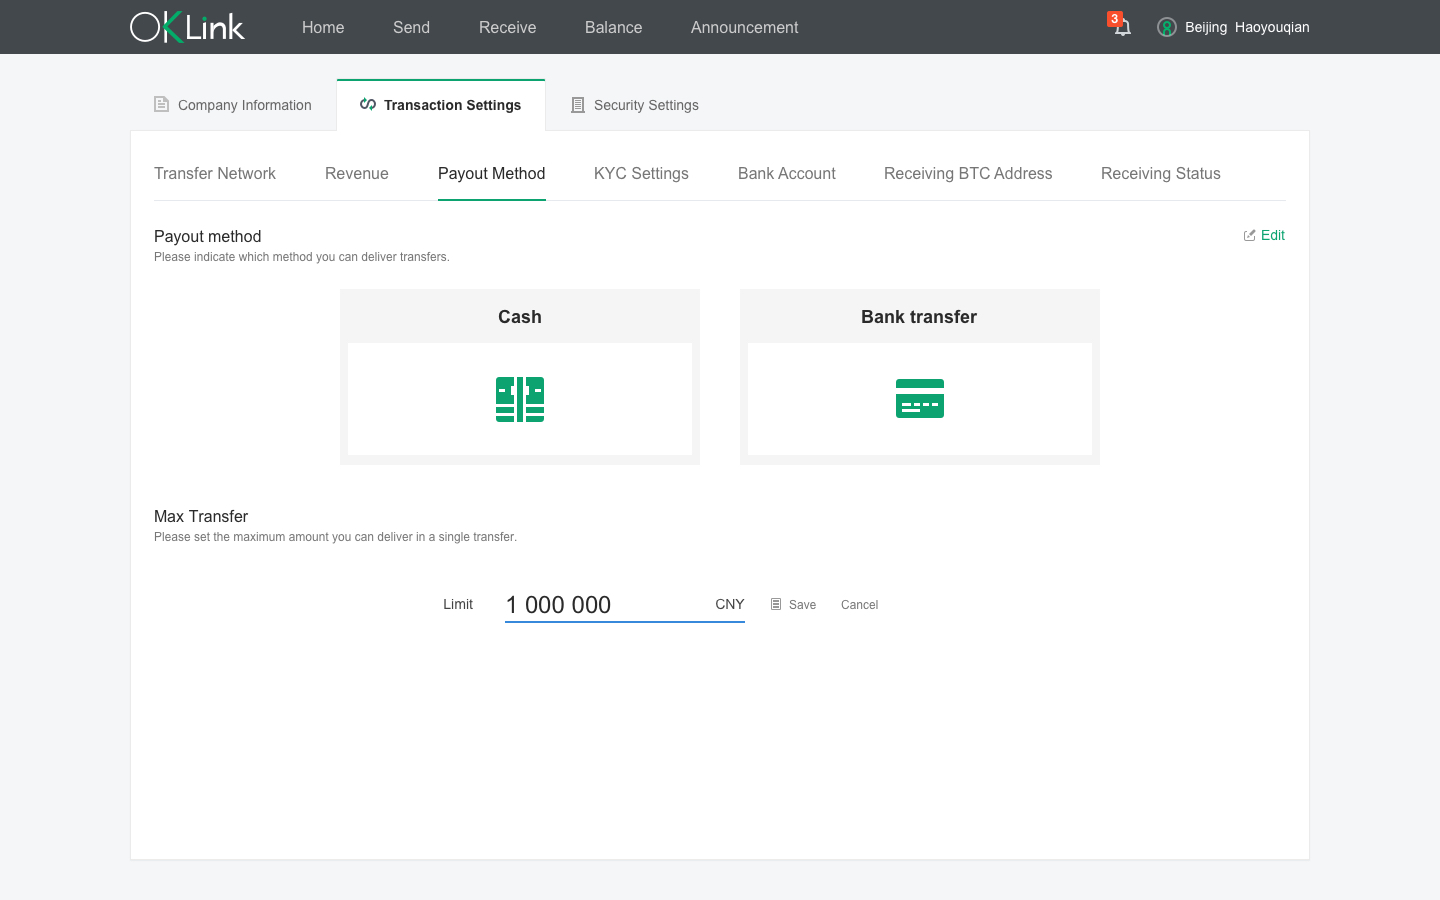 OKLink
Home Send Receive Balance Announcement
3
Beijing Haoyouqian
Company Information Transaction Settings Security Settings
Transfer Network Revenue Payout Method KYC Settings Bank Account Receiving BTC Address Receiving Status
Payout method
Edit
Please indicate which method you can deliver transfers.
Cash Bank transfer
Max Transfer
Please set the maximum amount you can deliver in a single transfer.
Limit 1 000 000 CNY Save Cancel